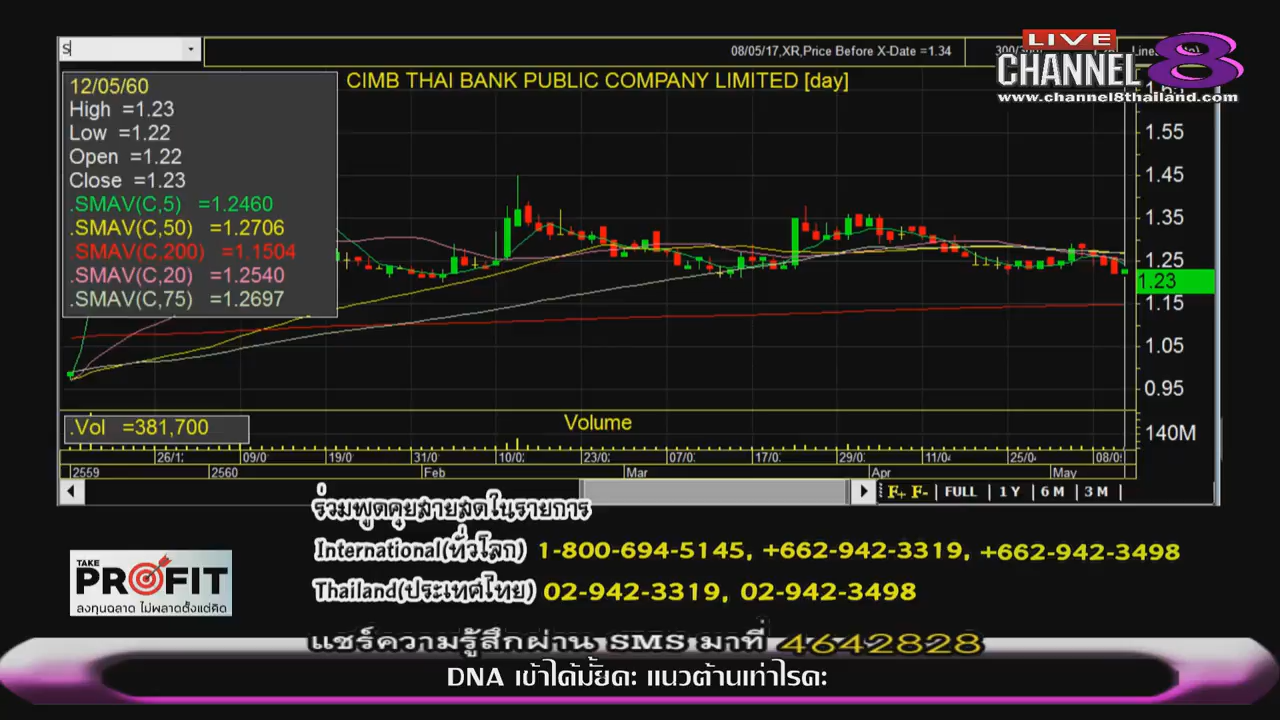 S
08/05/17,XR,Price Before X-Date =1.34
LIVE
CHANNEL 8
www.channel8thailand.com
12/05/60
High =1.23
Low =1.22
Open =1.22
Close =1.23
.SMAV(C,5) =1.2460
.SMAV(C,50) =1.2706
.SMAV(C,200) =1.1504
.SMAV(C,20) =1.2540
.SMAV(C,75) =1.2697
CIMB THAI BANK PUBLIC COMPANY LIMITED [day]
1.55
1.45
1.35
1.25
1.23
1.15
1.05
0.95
.Vol =381,700
Volume
140M
26/1 09/0 19/0 31/0 10/0 23/0 07/0 17/0 29/0 11/0 25/0 08/0
2559 2560 Feb Mar Apr May
F+ F- FULL 1 Y 6 M 3 M
0
ร่วมพูดคุยสายสดในรายการ
International(ทั่วโลก) 1-800-694-5145, +662-942-3319, +662-942-3498
Thailand(ประเทศไทย) 02-942-3319, 02-942-3498
TAKE
PROFIT
ลงทุนฉลาด ไม่พลาดตั้งแต่คิด
แชร์ความรู้สึกผ่าน SMS มาที่ 4642828
DNA เข้าได้มั้ยคะ แนวต้านเท่าไรคะ